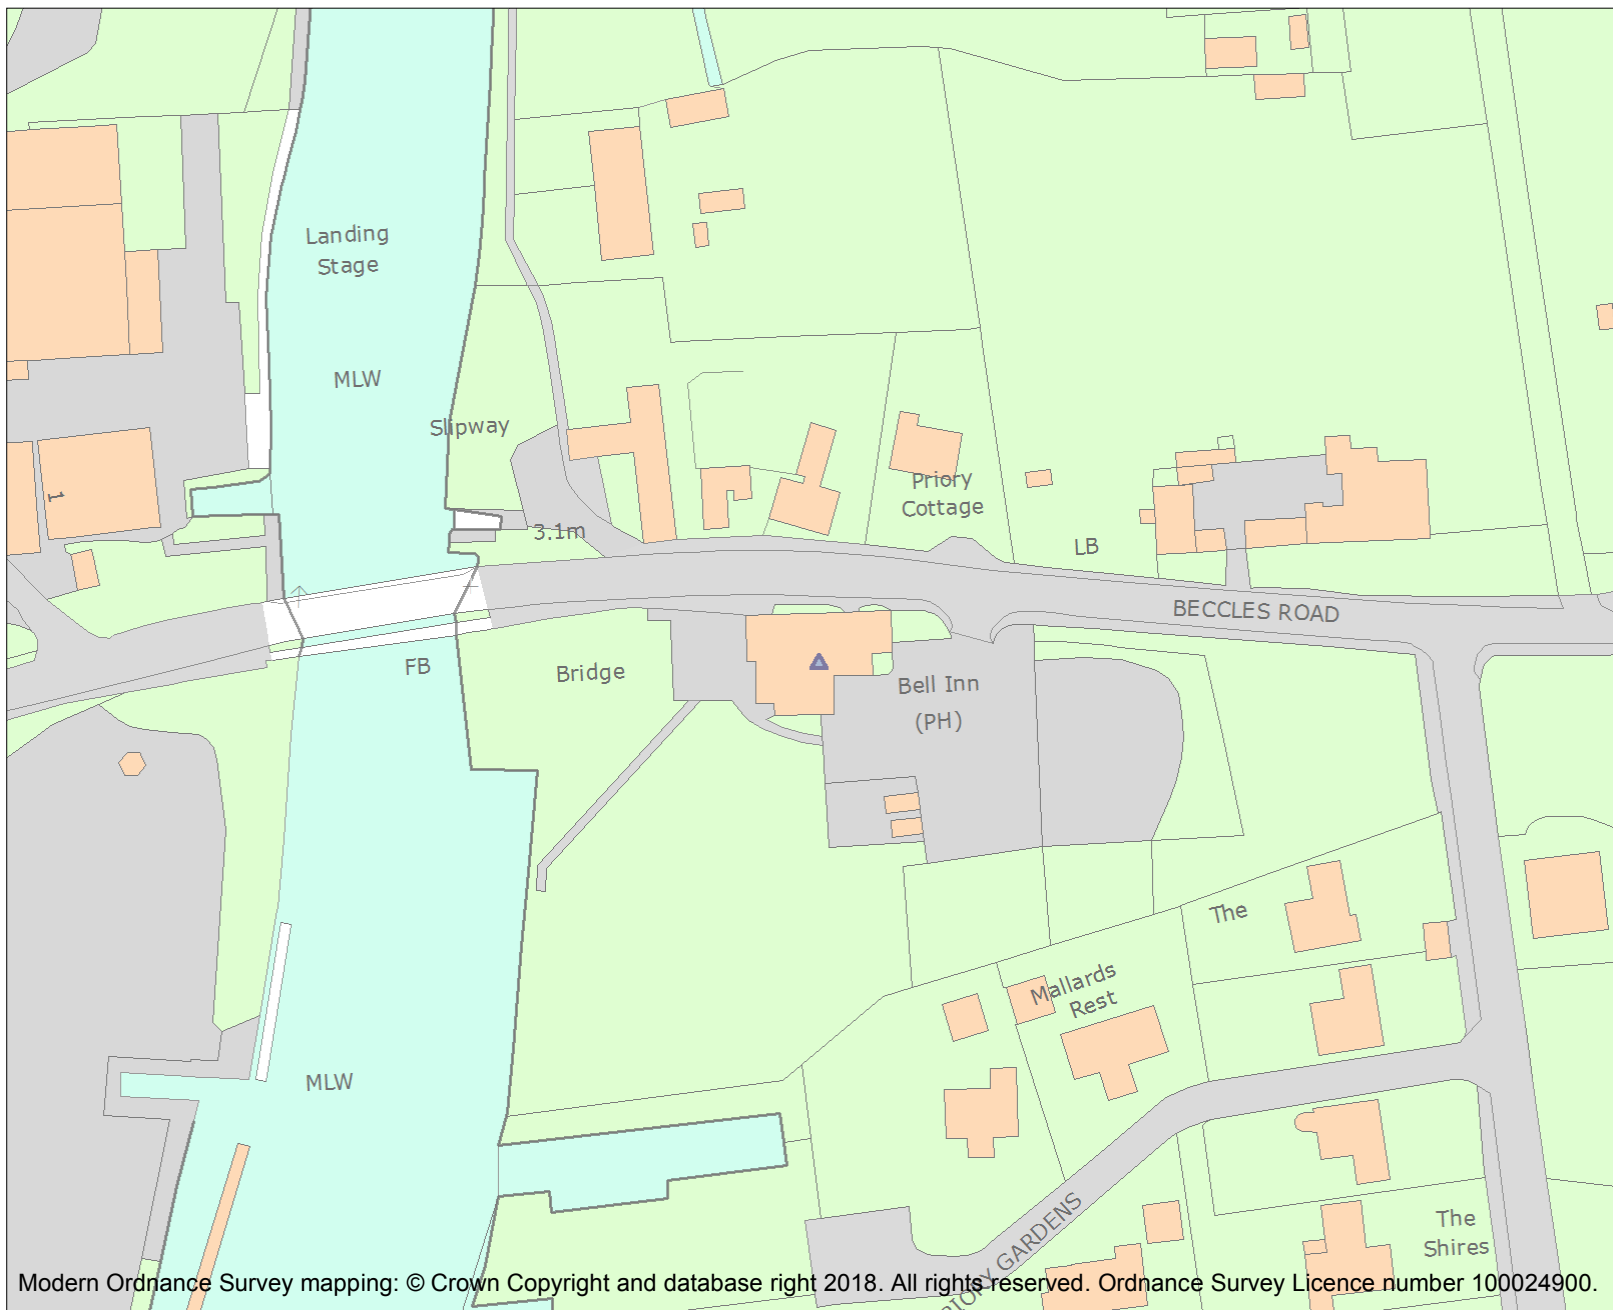 Landing
Stage
MLW
Slipway
Priory
Cottage
1
3.1m
LB
BECCLES ROAD
FB
Bridge
Bell Inn
(PH)
The
Mallards
Rest
MLW
PRIORY GARDENS
The
Shires
Modern Ordnance Survey mapping: © Crown Copyright and database right 2018. All rights reserved. Ordnance Survey Licence number 100024900.